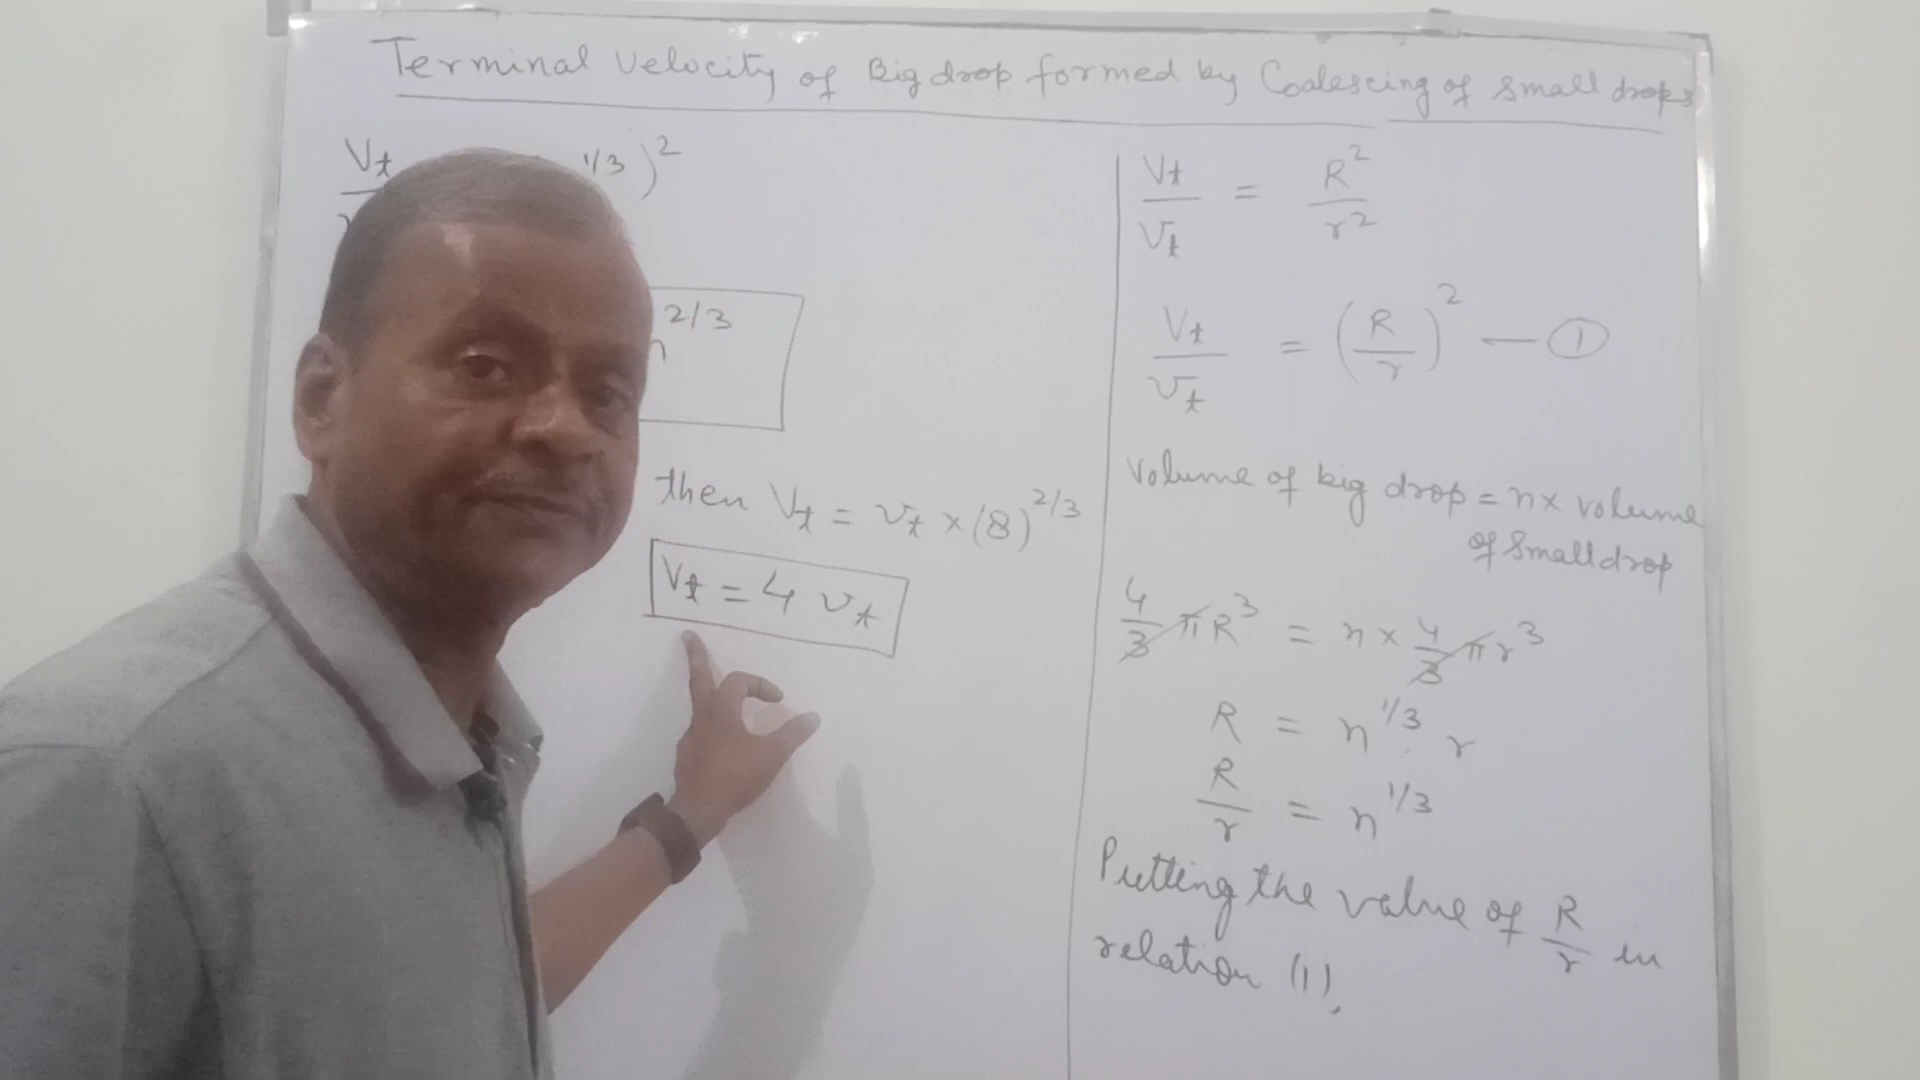 Terminal velocity of Big drop formed by Coalescing of small drops
Vt
1/3 )²
2/3
n
then Vt = vt × (8)^2/3
Vt = 4 vt
Vt / vt = R² / r²
Vt / vt = (R / r)² — ①
Volume of big drop = n × volume
of small drop
4/3 π R³ = n × 4/3 π r³
R = n^1/3 r
R / r = n^1/3
Putting the value of R / r in
relation (1),